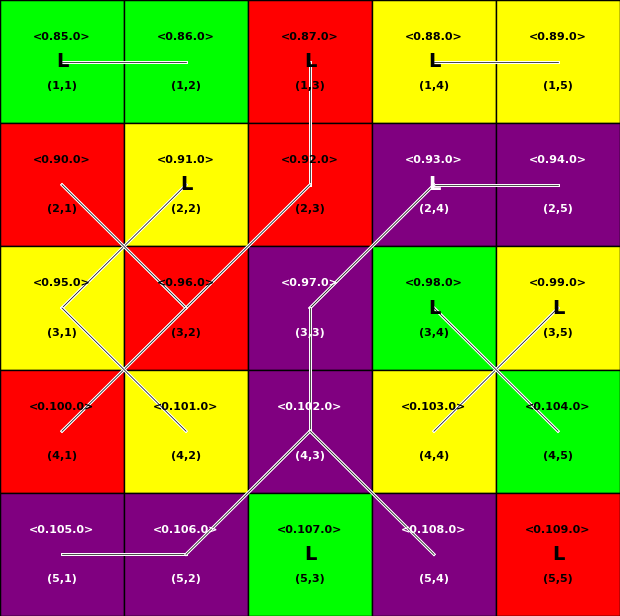 <0.85.0> <0.86.0> <0.87.0> <0.88.0> <0.89.0>
L L L
(1,1) (1,2) (1,3) (1,4) (1,5)
<0.90.0> <0.91.0> <0.92.0> <0.93.0> <0.94.0>
L L
(2,1) (2,2) (2,3) (2,4) (2,5)
<0.95.0> <0.96.0> <0.97.0> <0.98.0> <0.99.0>
L L
(3,1) (3,2) (3,3) (3,4) (3,5)
<0.100.0> <0.101.0> <0.102.0> <0.103.0> <0.104.0>
(4,1) (4,2) (4,3) (4,4) (4,5)
<0.105.0> <0.106.0> <0.107.0> <0.108.0> <0.109.0>
L L
(5,1) (5,2) (5,3) (5,4) (5,5)